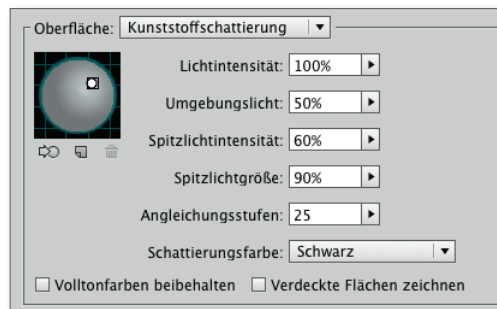 Oberfläche: Kunststoffschattierung
Lichtintensität: 100%
Umgebungslicht: 50%
Spitzlichtintensität: 60%
Spitzlichtgröße: 90%
Angleichungsstufen: 25
Schattierungsfarbe: Schwarz
Volltonfarben beibehalten Verdeckte Flächen zeichnen